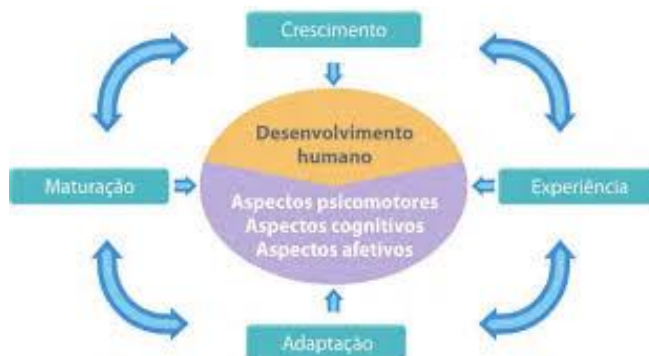 Crescimento
Desenvolvimento
humano
Maturação
Experiência
Aspectos psicomotores
Aspectos cognitivos
Aspectos afetivos
Adaptação